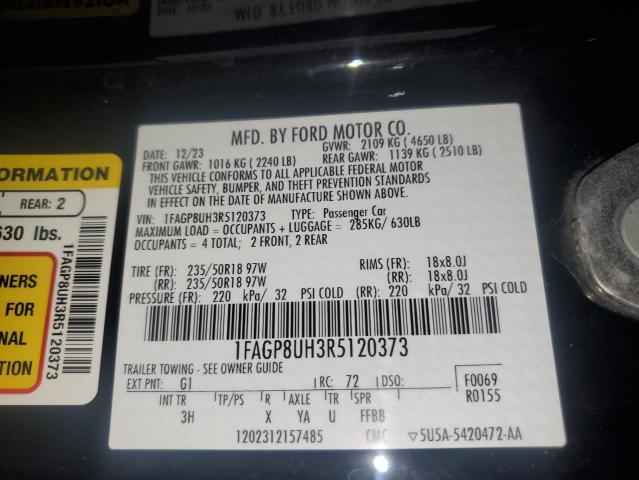 MFD. BY FORD MOTOR CO.
DATE: 12/23 GVWR: 2109 KG ( 4650 LB)
FRONT GAWR: 1016 KG ( 2240 LB) REAR GAWR: 1139 KG ( 2510 LB)
THIS VEHICLE CONFORMS TO ALL APPLICABLE FEDERAL MOTOR
VEHICLE SAFETY, BUMPER, AND THEFT PREVENTION STANDARDS
IN EFFECT ON THE DATE OF MANUFACTURE SHOWN ABOVE.
VIN: 1FAGP8UH3R5120373 TYPE: Passenger Car
MAXIMUM LOAD = OCCUPANTS + LUGGAGE = 285KG/ 630LB
OCCUPANTS = 4 TOTAL; 2 FRONT, 2 REAR
TIRE (FR): 235/50R18 97W RIMS (FR): 18x8.0J
(RR): 235/50R18 97W (RR): 18x8.0J
PRESSURE (FR): 220 kPa/ 32 PSI COLD (RR): 220 kPa/ 32 PSI COLD
1FAGP8UH3R5120373
TRAILER TOWING - SEE OWNER GUIDE
EXT PNT: G1 RC: 72 DSO: F0069
INT TR TP/PS R AXLE TR SPR R0155
3H X YA U FFBB
1202312157485 CMC 5U5A-5420472-AA
ORMATION
REAR: 2
630 lbs.
NERS
FOR
NAL
TION
1FAGP8UH3R5120373